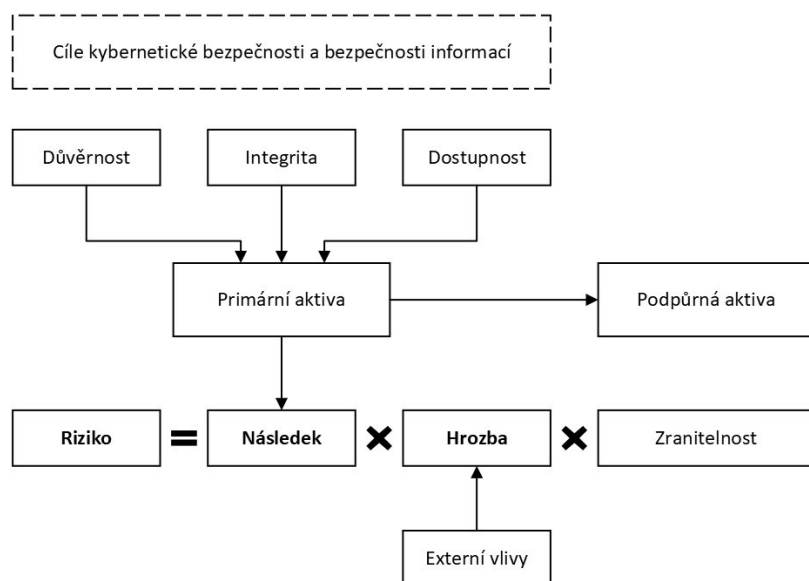 Cíle kybernetické bezpečnosti a bezpečnosti informací
Důvěrnost
Integrita
Dostupnost
Primární aktiva
Podpůrná aktiva
Riziko = Následek × Hrozba × Zranitelnost
Externí vlivy